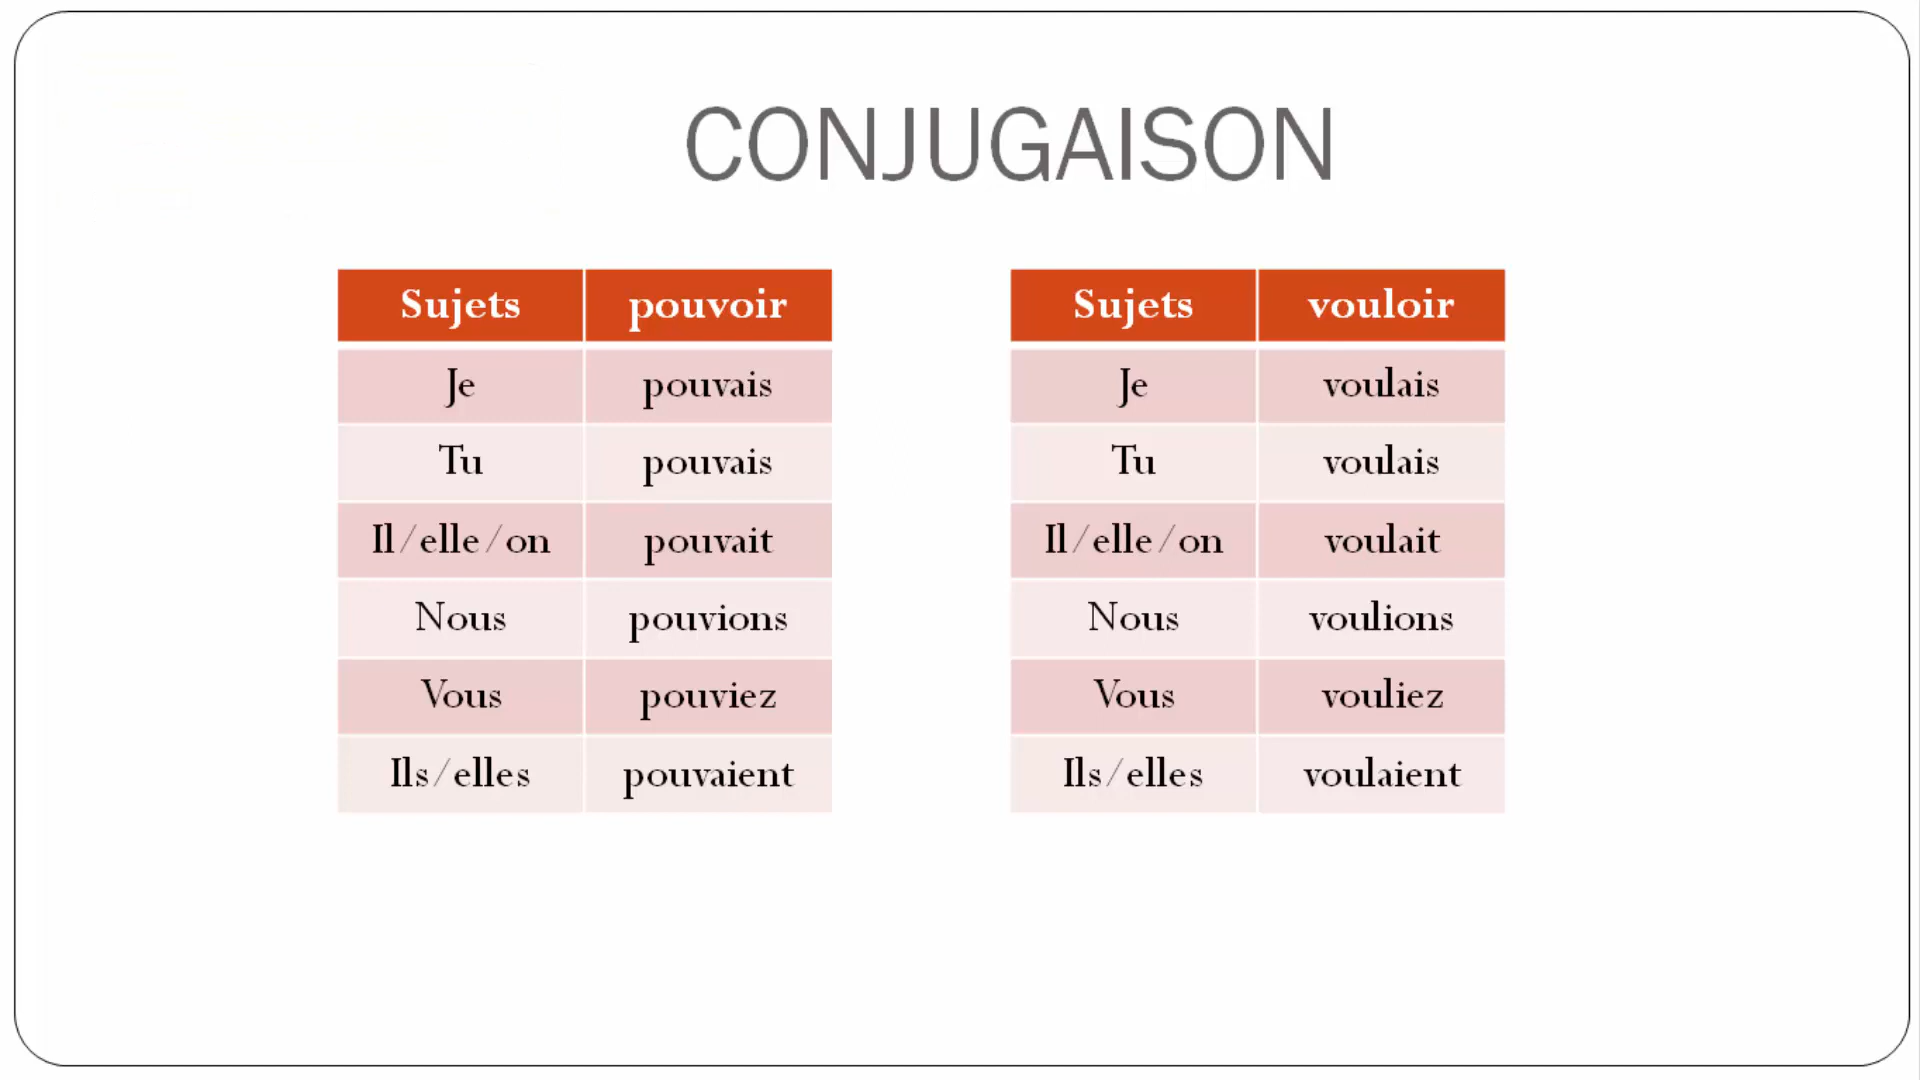 CONJUGAISON
Sujets pouvoir
Je pouvais
Tu pouvais
Il/elle/on pouvait
Nous pouvions
Vous pouviez
Ils/elles pouvaient
Sujets vouloir
Je voulais
Tu voulais
Il/elle/on voulait
Nous voulions
Vous vouliez
Ils/elles voulaient